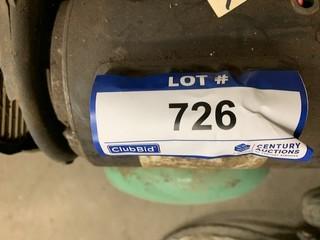 LOT #
726
ClubBid
CENTURY
AUCTIONS